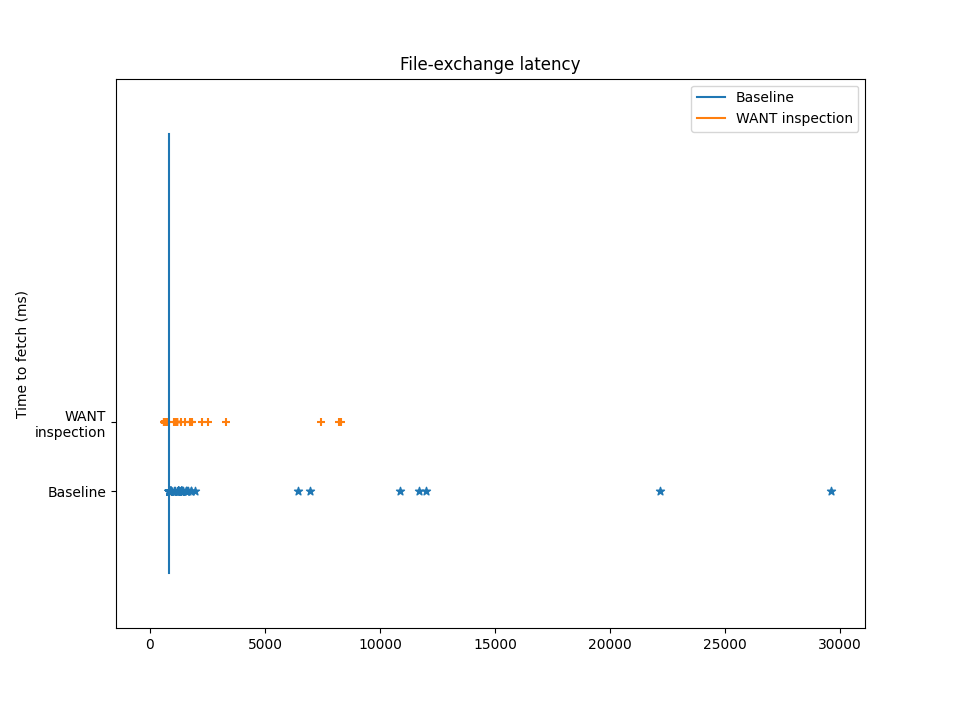 File-exchange latency
Baseline
WANT inspection
Time to fetch (ms)
WANT
inspection
Baseline
0 5000 10000 15000 20000 25000 30000